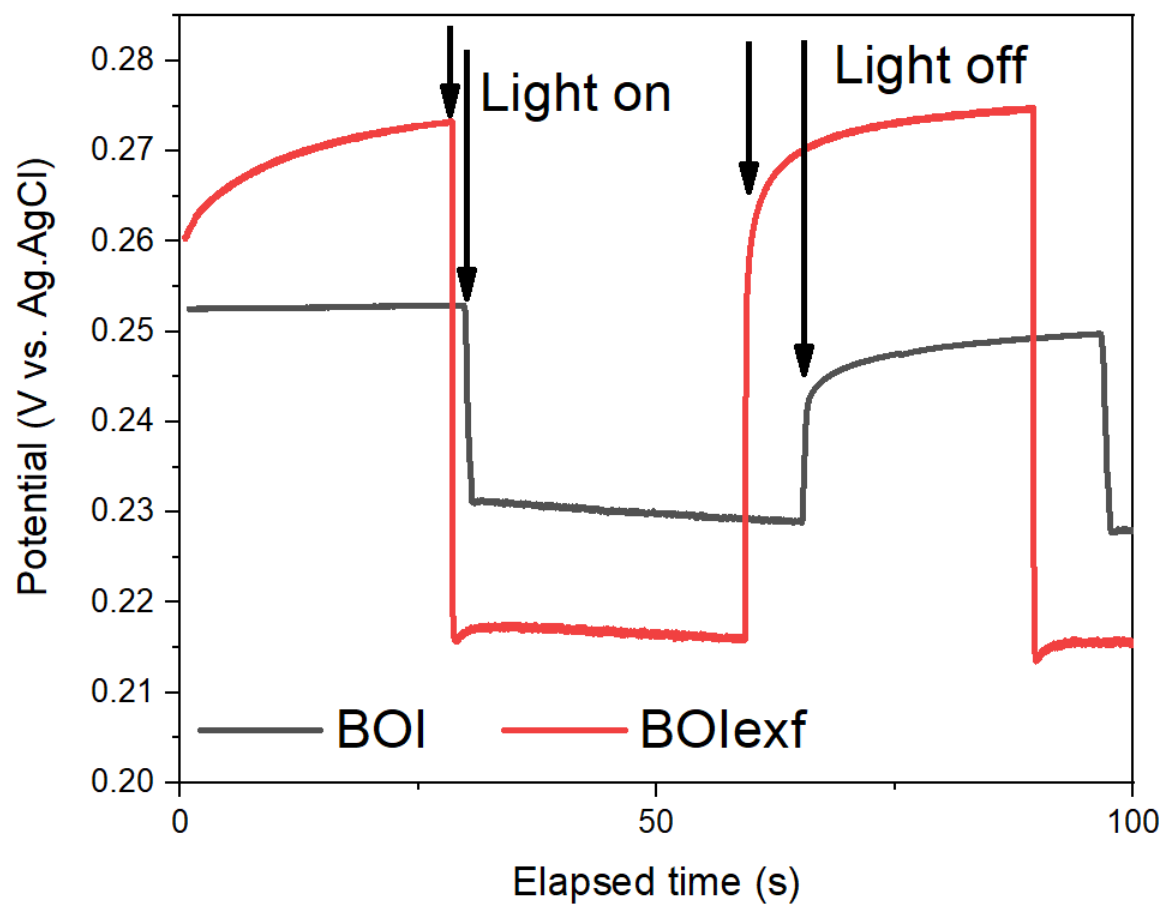 Light on
Light off
0.28
0.27
0.26
0.25
0.24
0.23
0.22
0.21
0.20
Potential (V vs. Ag.AgCl)
BOI
BOIexf
0
50
100
Elapsed time (s)